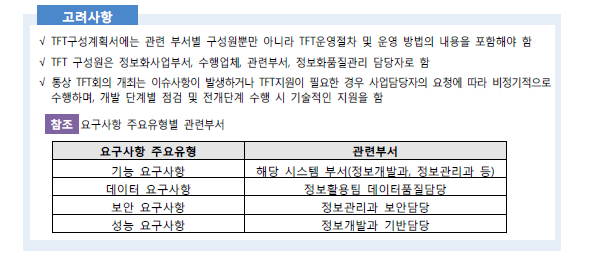 고려사항
√ TFT구성계획서에는 관련 부서별 구성원뿐만 아니라 TFT운영절차 및 운영 방법의 내용을 포함해야 함
√ TFT 구성원은 정보화사업부서, 수행업체, 관련부서, 정보화품질관리 담당자로 함
√ 통상 TFT회의 개최는 이슈사항이 발생하거나 TFT지원이 필요한 경우 사업담당자의 요청에 따라 비정기적으로
수행하며, 개발 단계별 점검 및 전개단계 수행 시 기술적인 지원을 함
참조 요구사항 주요유형별 관련부서
요구사항 주요유형 관련부서
기능 요구사항 해당 시스템 부서(정보개발과, 정보관리과 등)
데이터 요구사항 정보활용팀 데이터품질담당
보안 요구사항 정보관리과 보안담당
성능 요구사항 정보개발과 기반담당